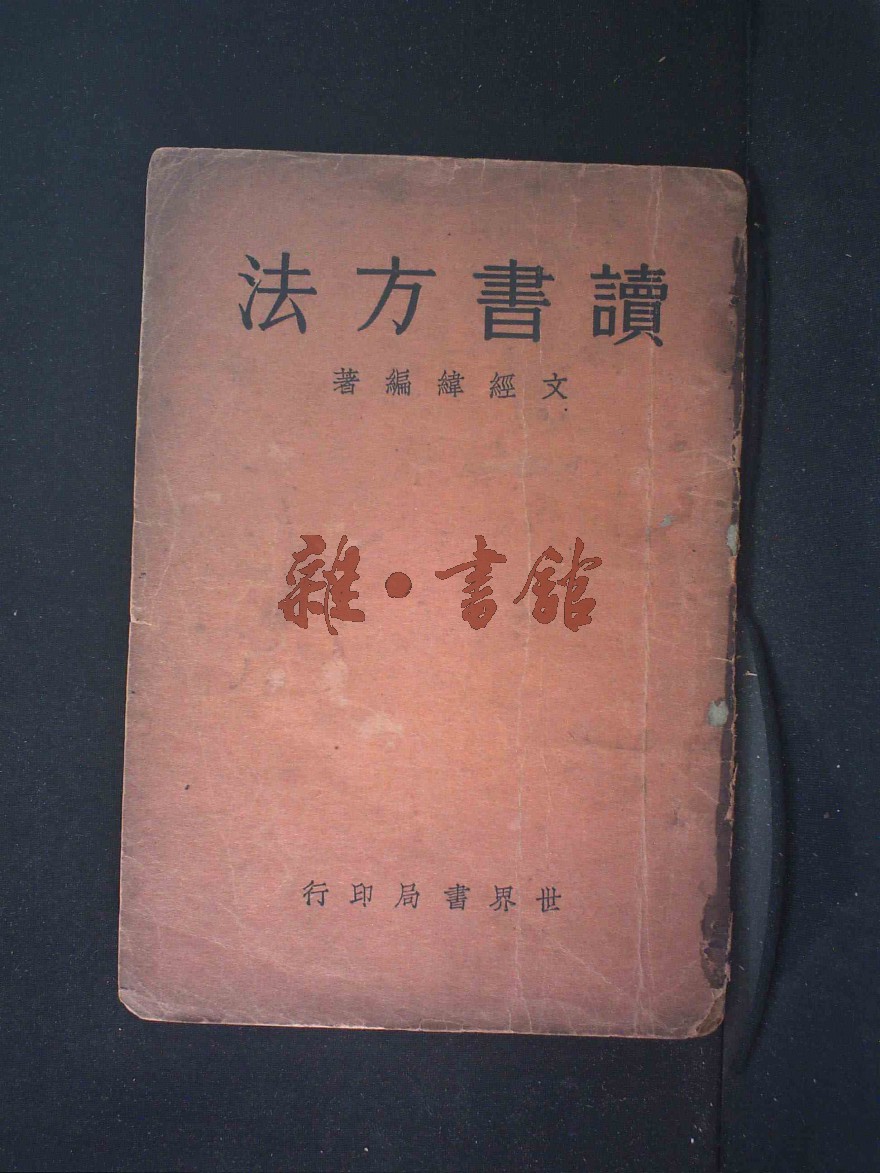 讀書方法
文經緯編著
雜·書館
世界書局印行